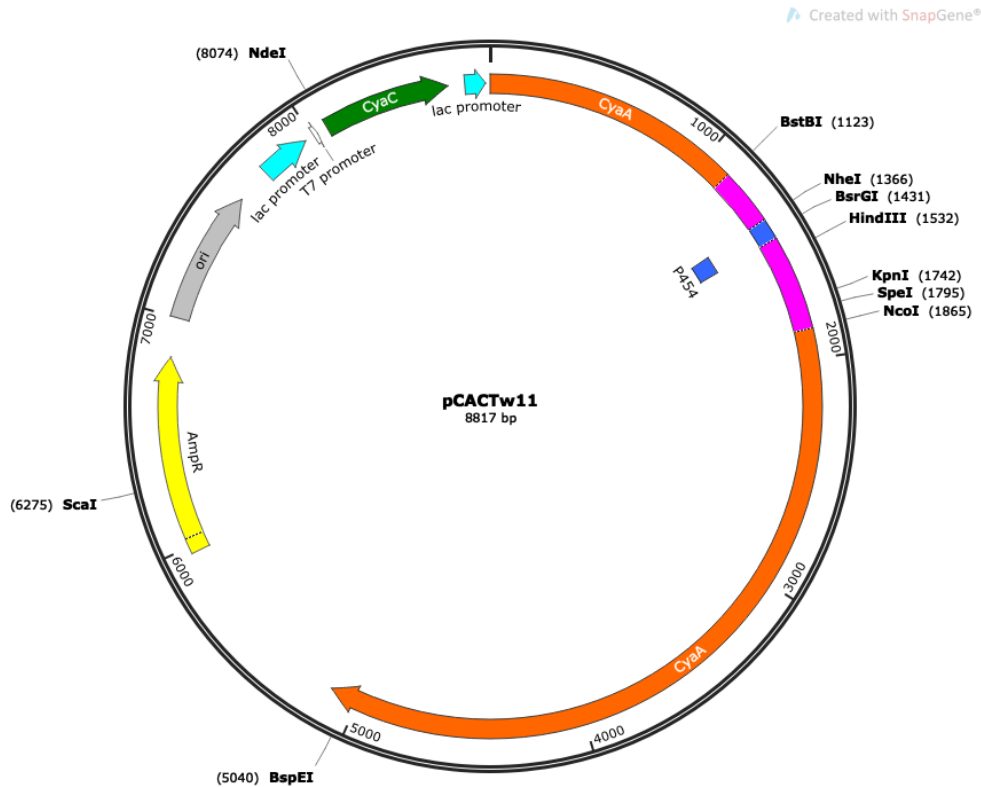 Created with SnapGene®
(8074) NdeI
CyaC
lac promoter
CyaA
8000
1000
BstBI (1123)
lac promoter
T7 promoter
NheI (1366)
BsrGI (1431)
HindIII (1532)
ori
P454
KpnI (1742)
SpeI (1795)
NcoI (1865)
7000
2000
pCACTw11
8817 bp
AmpR
(6275) ScaI
6000
3000
CyaA
5000
4000
(5040) BspEI